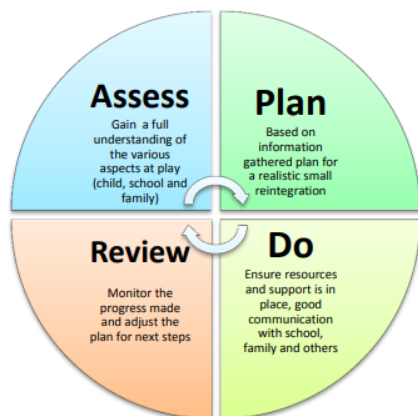 Assess
Gain a full
understanding of
the various
aspects at play
(child, school and
family)
Plan
Based on
information
gathered plan for
a realistic small
reintegration
Review
Monitor the
progress made
and adjust the
plan for next steps
Do
Ensure resources
and support is in
place, good
communication
with school,
family and others